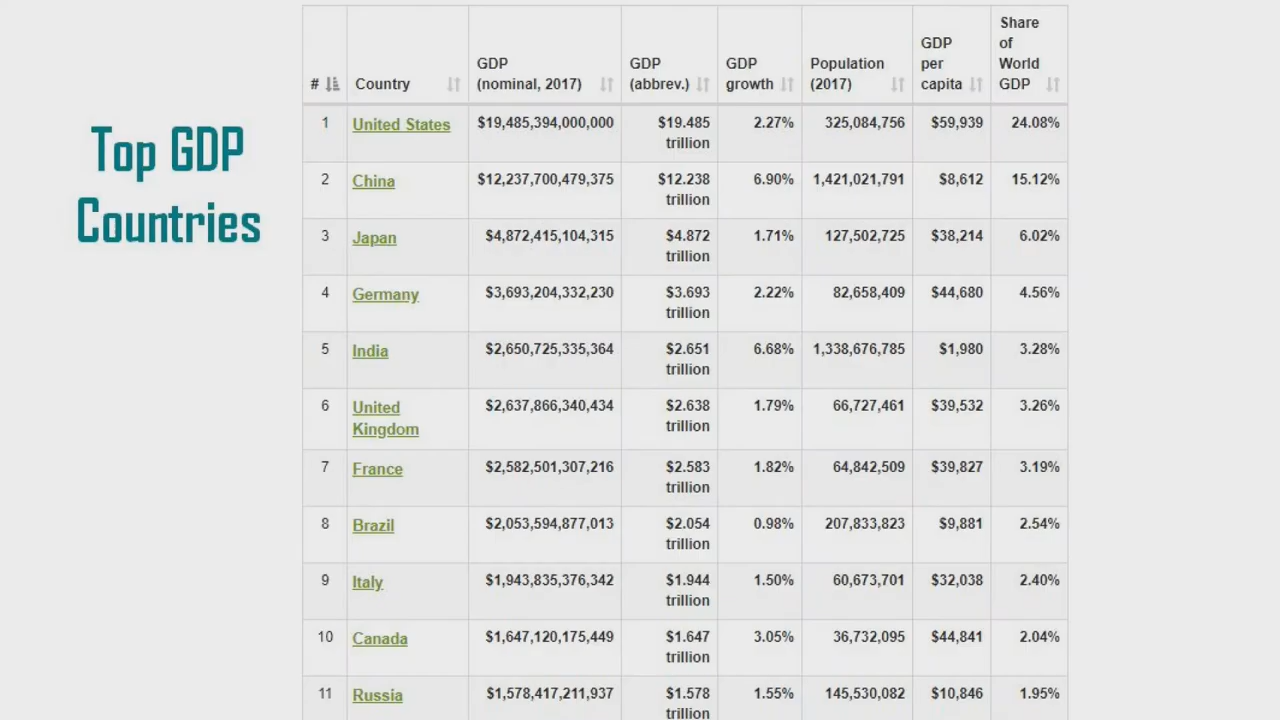 Top GDP
Countries
# Country GDP (nominal, 2017) GDP (abbrev.) GDP growth Population (2017) GDP per capita Share of World GDP
1 United States $19,485,394,000,000 $19.485 trillion 2.27% 325,084,756 $59,939 24.08%
2 China $12,237,700,479,375 $12.238 trillion 6.90% 1,421,021,791 $8,612 15.12%
3 Japan $4,872,415,104,315 $4.872 trillion 1.71% 127,502,725 $38,214 6.02%
4 Germany $3,693,204,332,230 $3.693 trillion 2.22% 82,658,409 $44,680 4.56%
5 India $2,650,725,335,364 $2.651 trillion 6.68% 1,338,676,785 $1,980 3.28%
6 United Kingdom $2,637,866,340,434 $2.638 trillion 1.79% 66,727,461 $39,532 3.26%
7 France $2,582,501,307,216 $2.583 trillion 1.82% 64,842,509 $39,827 3.19%
8 Brazil $2,053,594,877,013 $2.054 trillion 0.98% 207,833,823 $9,881 2.54%
9 Italy $1,943,835,376,342 $1.944 trillion 1.50% 60,673,701 $32,038 2.40%
10 Canada $1,647,120,175,449 $1.647 trillion 3.05% 36,732,095 $44,841 2.04%
11 Russia $1,578,417,211,937 $1.578 trillion 1.55% 145,530,082 $10,846 1.95%